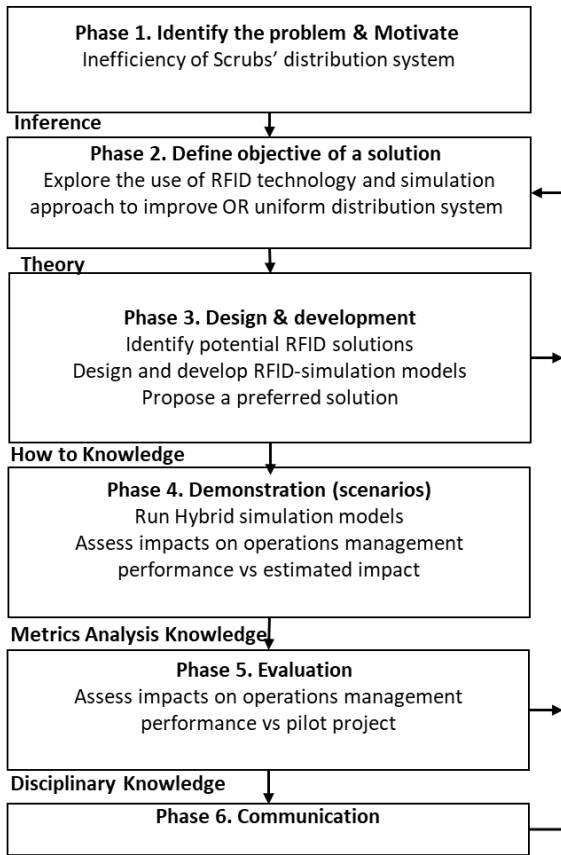 Phase 1. Identify the problem & Motivate
Inefficiency of Scrubs' distribution system
Inference
Phase 2. Define objective of a solution
Explore the use of RFID technology and simulation
approach to improve OR uniform distribution system
Theory
Phase 3. Design & development
Identify potential RFID solutions
Design and develop RFID-simulation models
Propose a preferred solution
How to Knowledge
Phase 4. Demonstration (scenarios)
Run Hybrid simulation models
Assess impacts on operations management
performance vs estimated impact
Metrics Analysis Knowledge
Phase 5. Evaluation
Assess impacts on operations management
performance vs pilot project
Disciplinary Knowledge
Phase 6. Communication